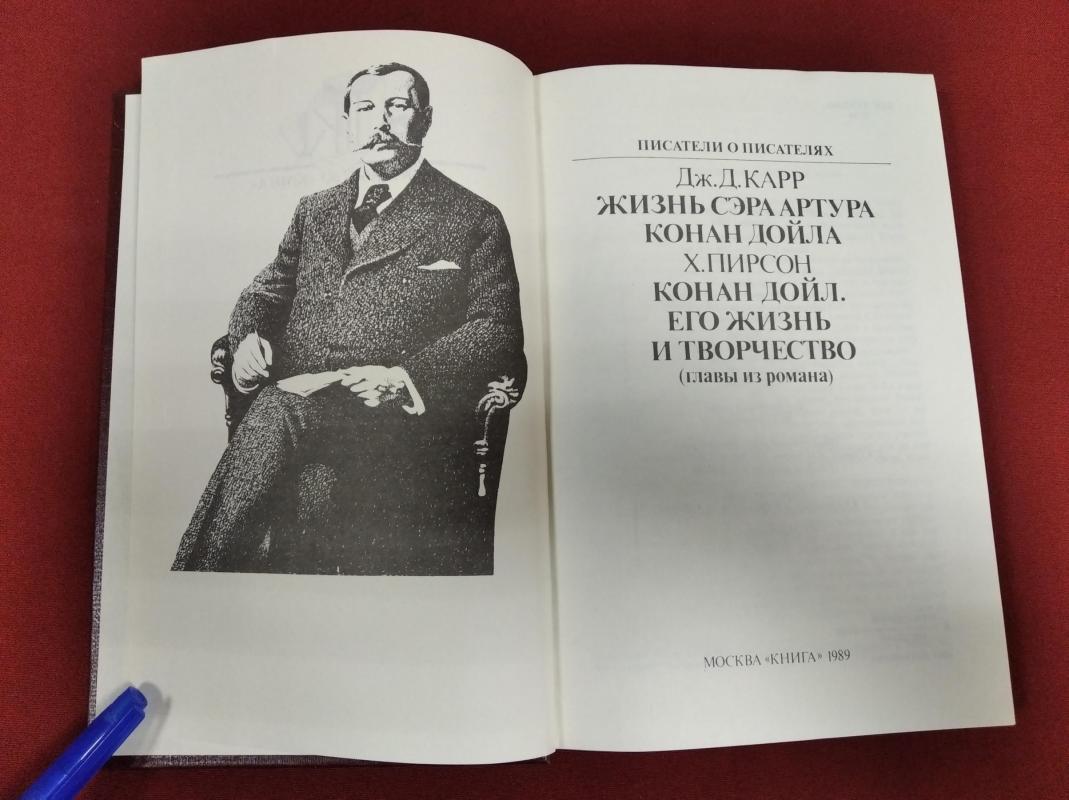 ПИСАТЕЛИ О ПИСАТЕЛЯХ
Дж.Д.КАРР
ЖИЗНЬ СЭРА АРТУРА
КОНАН ДОЙЛА
Х.ПИРСОН
КОНАН ДОЙЛ.
ЕГО ЖИЗНЬ
И ТВОРЧЕСТВО
(главы из романа)
МОСКВА «КНИГА» 1989